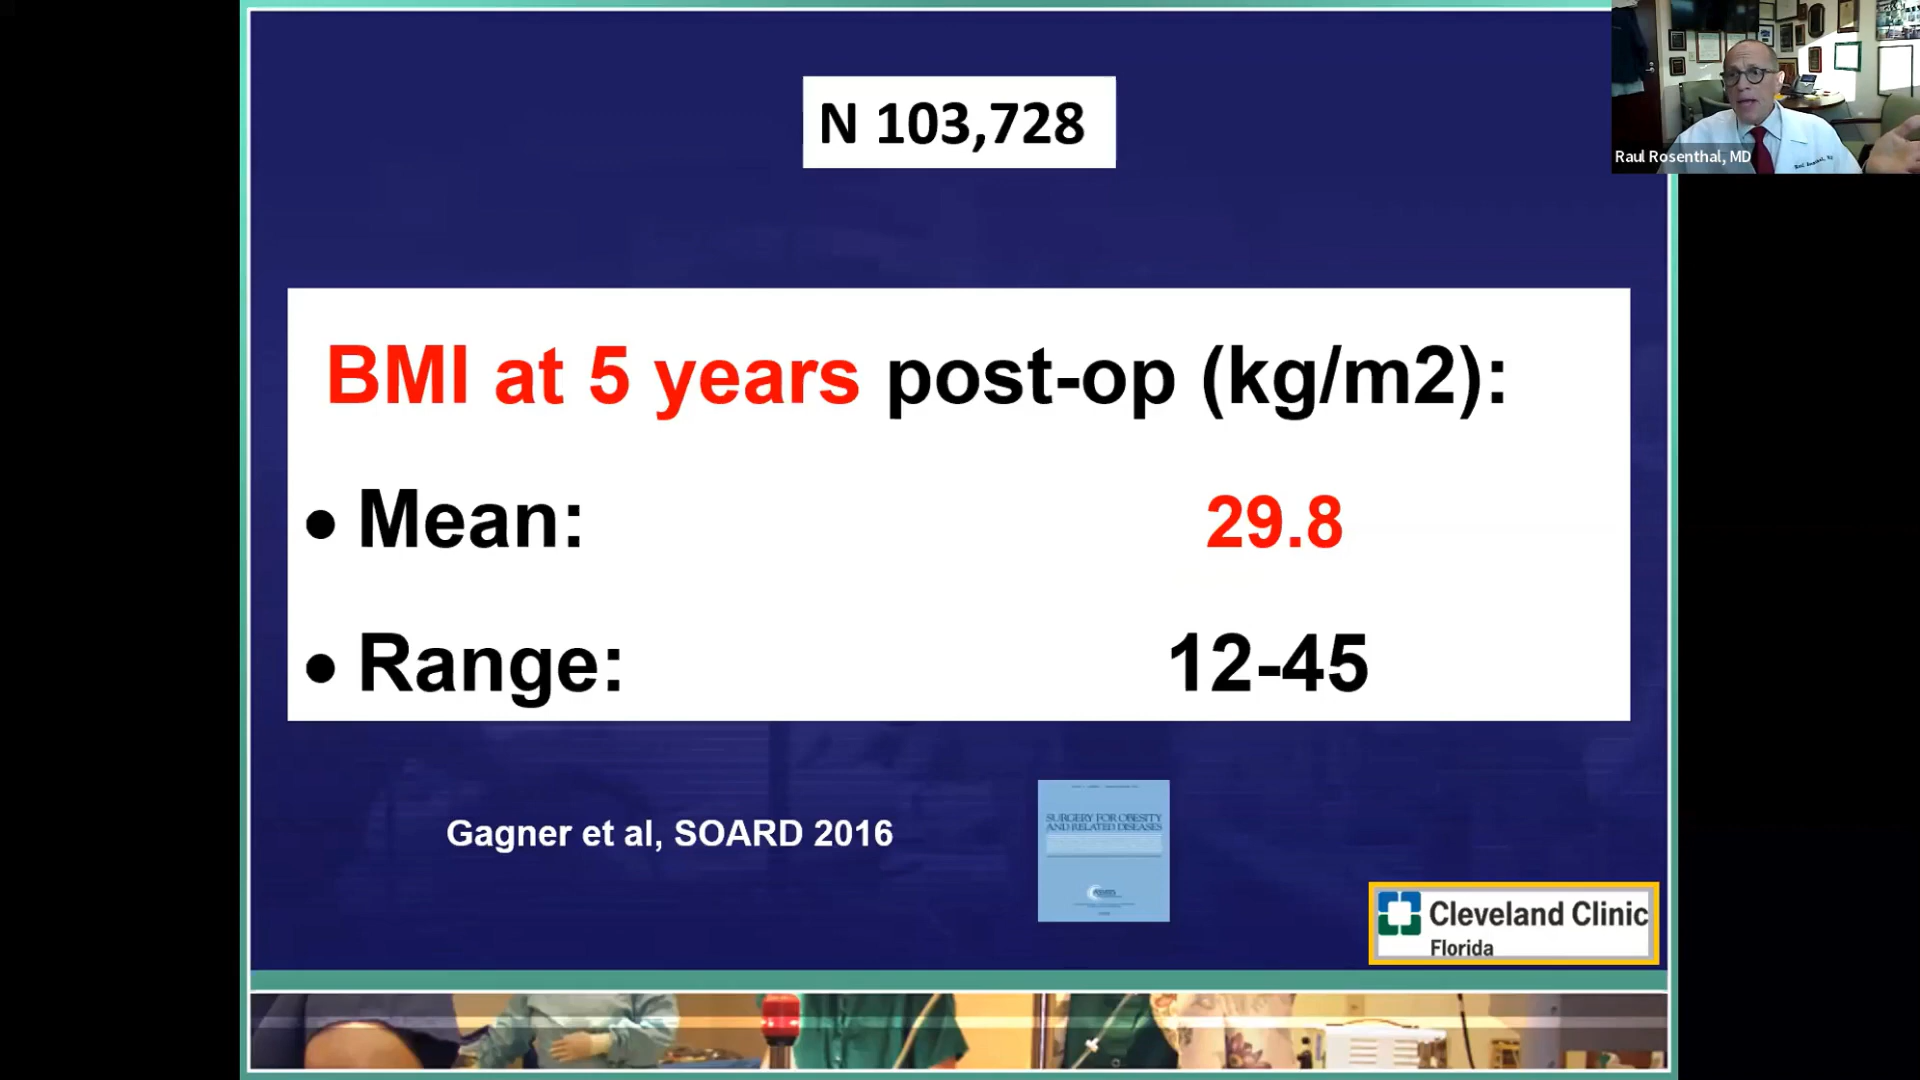 N 103,728
Raul Rosenthal, MD
BMI at 5 years post-op (kg/m2):
• Mean: 29.8
• Range: 12-45
Gagner et al, SOARD 2016
SURGERY FOR OBESITY
AND RELATED DISEASES
Cleveland Clinic
Florida